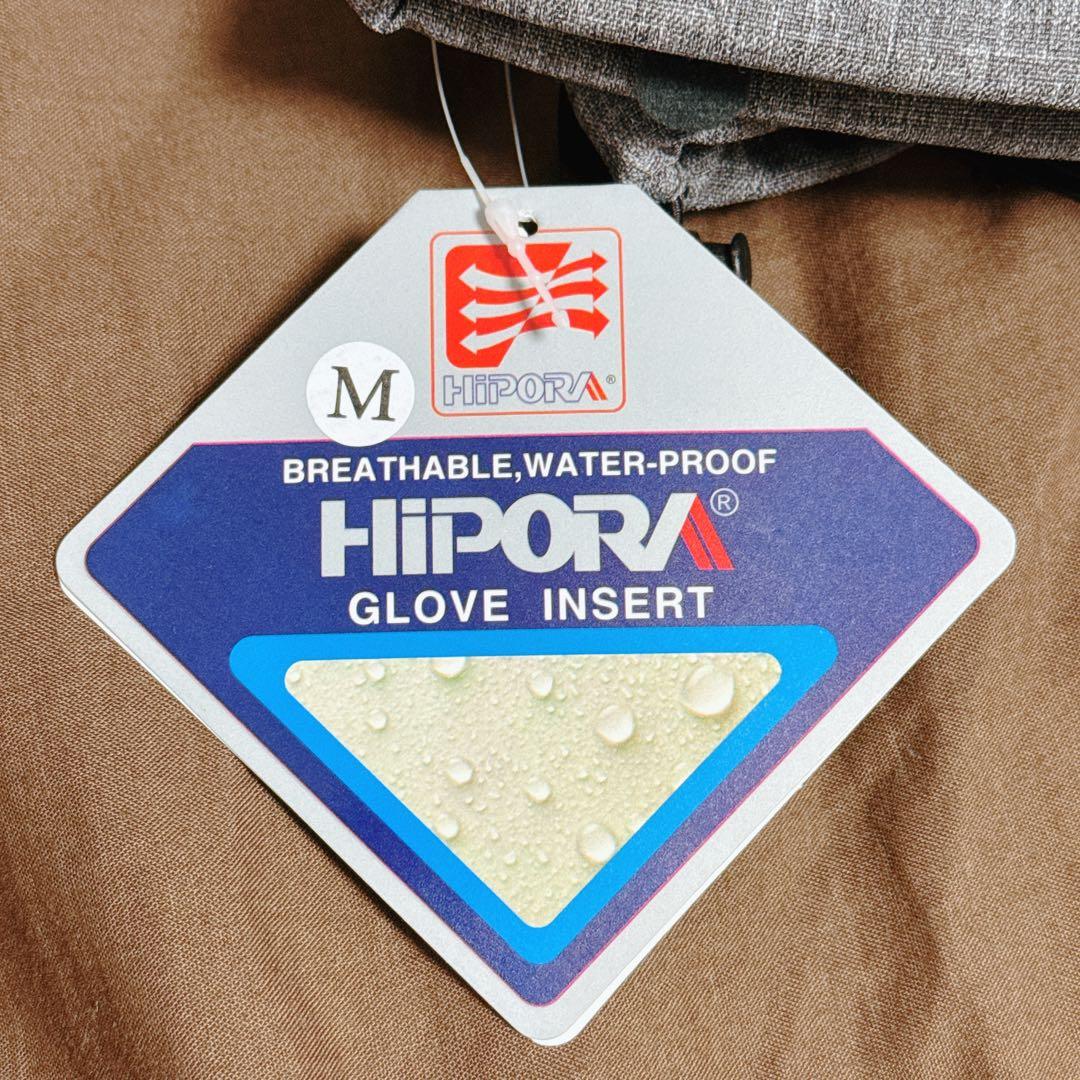 HiPORA®
M
BREATHABLE,WATER-PROOF
HiPORA®
GLOVE INSERT